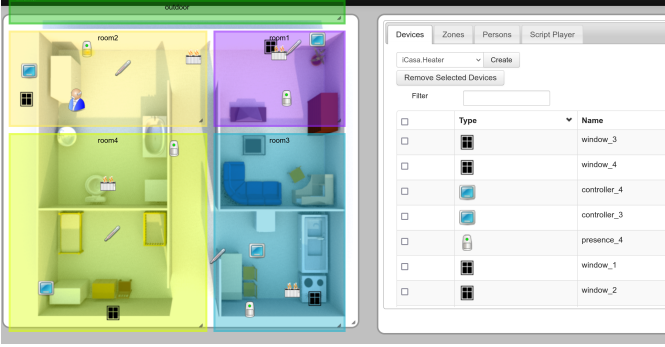 outdoor
room2
room1
room4
room3
Devices Zones Persons Script Player
iCasa.Heater Create
Remove Selected Devices
Filter
Type Name
window_3
window_4
controller_4
controller_3
presence_4
window_1
window_2